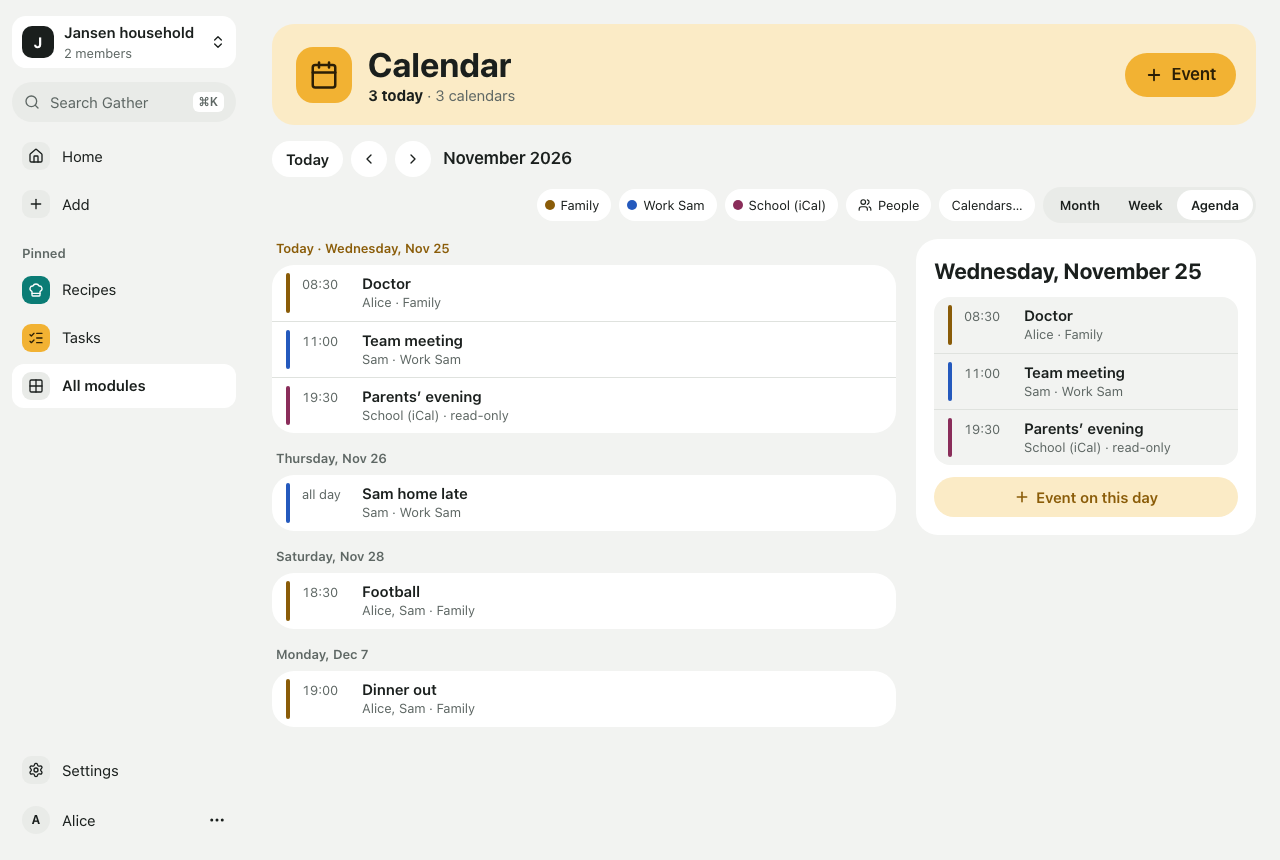 J
Jansen household
2 members
Search Gather
⌘K
Home
Add
Pinned
Recipes
Tasks
All modules
Settings
A
Alice
Calendar
3 today · 3 calendars
Event
Today
November 2026
Family
Work Sam
School (iCal)
People
Calendars…
Month
Week
Agenda
Today · Wednesday, Nov 25
08:30
Doctor
Alice · Family
11:00
Team meeting
Sam · Work Sam
19:30
Parents’ evening
School (iCal) · read-only
Thursday, Nov 26
all day
Sam home late
Sam · Work Sam
Saturday, Nov 28
18:30
Football
Alice, Sam · Family
Monday, Dec 7
19:00
Dinner out
Alice, Sam · Family
Wednesday, November 25
08:30
Doctor
Alice · Family
11:00
Team meeting
Sam · Work Sam
19:30
Parents’ evening
School (iCal) · read-only
Event on this day